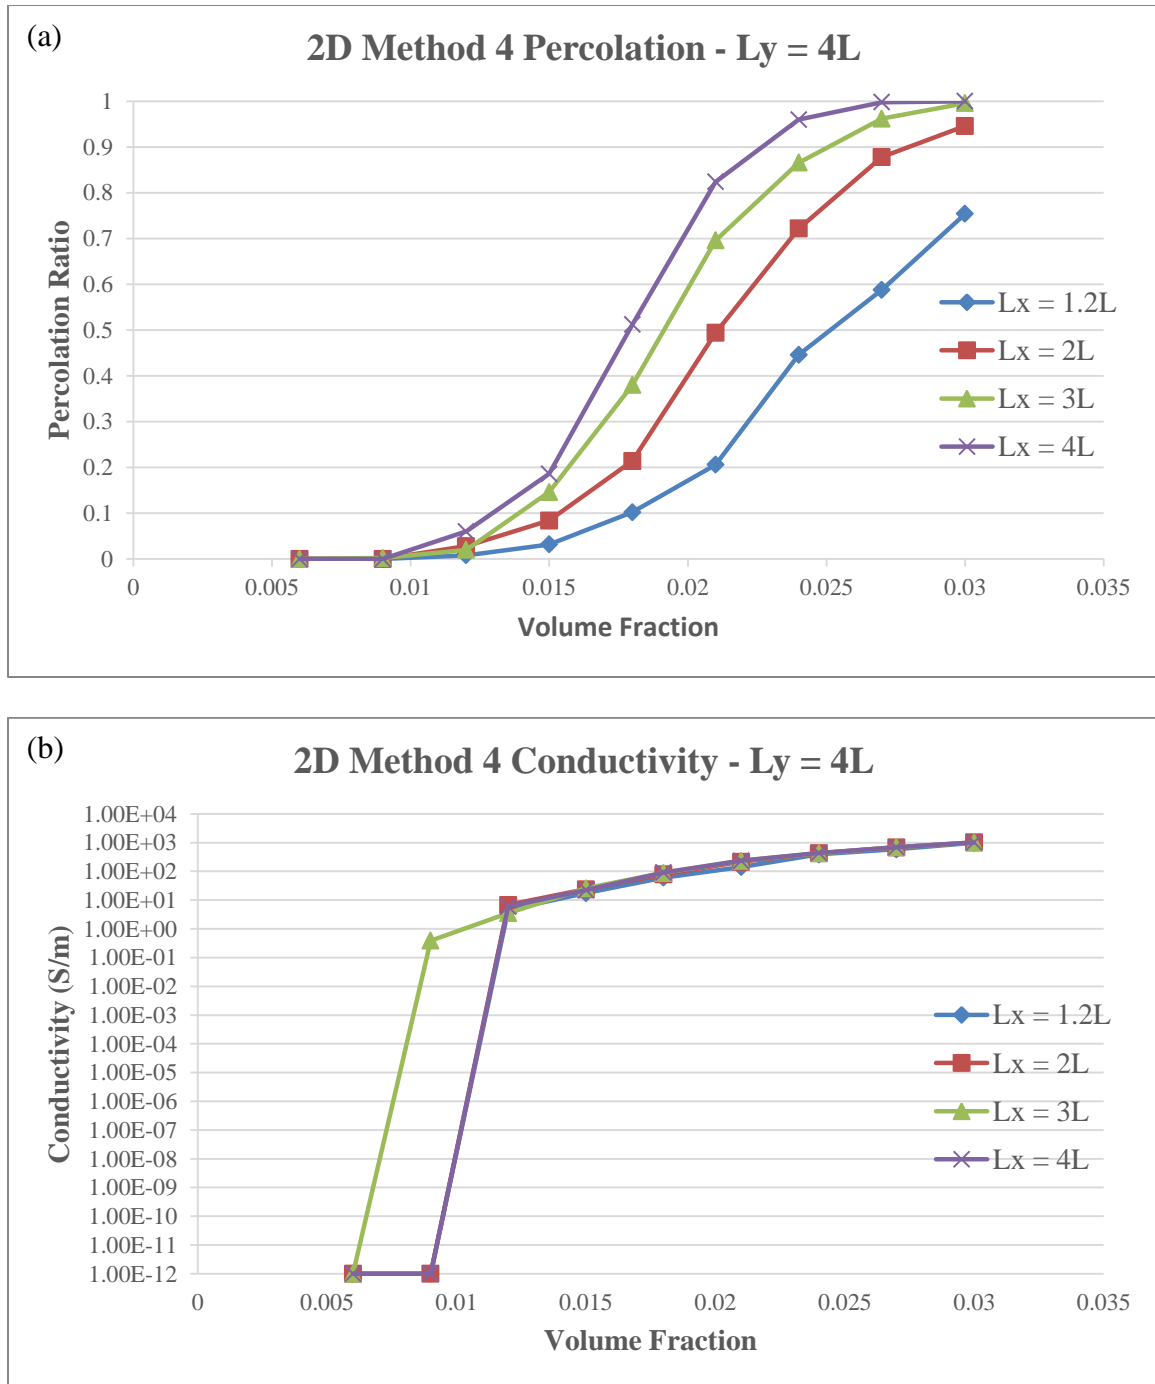 (a)
2D Method 4 Percolation - Ly = 4L
1
0.9
0.8
0.7
0.6
0.5
0.4
0.3
0.2
0.1
0
Percolation Ratio
0
0.005
0.01
0.015
0.02
0.025
0.03
0.035
Volume Fraction
Lx = 1.2L
Lx = 2L
Lx = 3L
Lx = 4L
(b)
2D Method 4 Conductivity - Ly = 4L
1.00E+04
1.00E+03
1.00E+02
1.00E+01
1.00E+00
1.00E-01
1.00E-02
1.00E-03
1.00E-04
1.00E-05
1.00E-06
1.00E-07
1.00E-08
1.00E-09
1.00E-10
1.00E-11
1.00E-12
Conductivity (S/m)
0
0.005
0.01
0.015
0.02
0.025
0.03
0.035
Volume Fraction
Lx = 1.2L
Lx = 2L
Lx = 3L
Lx = 4L